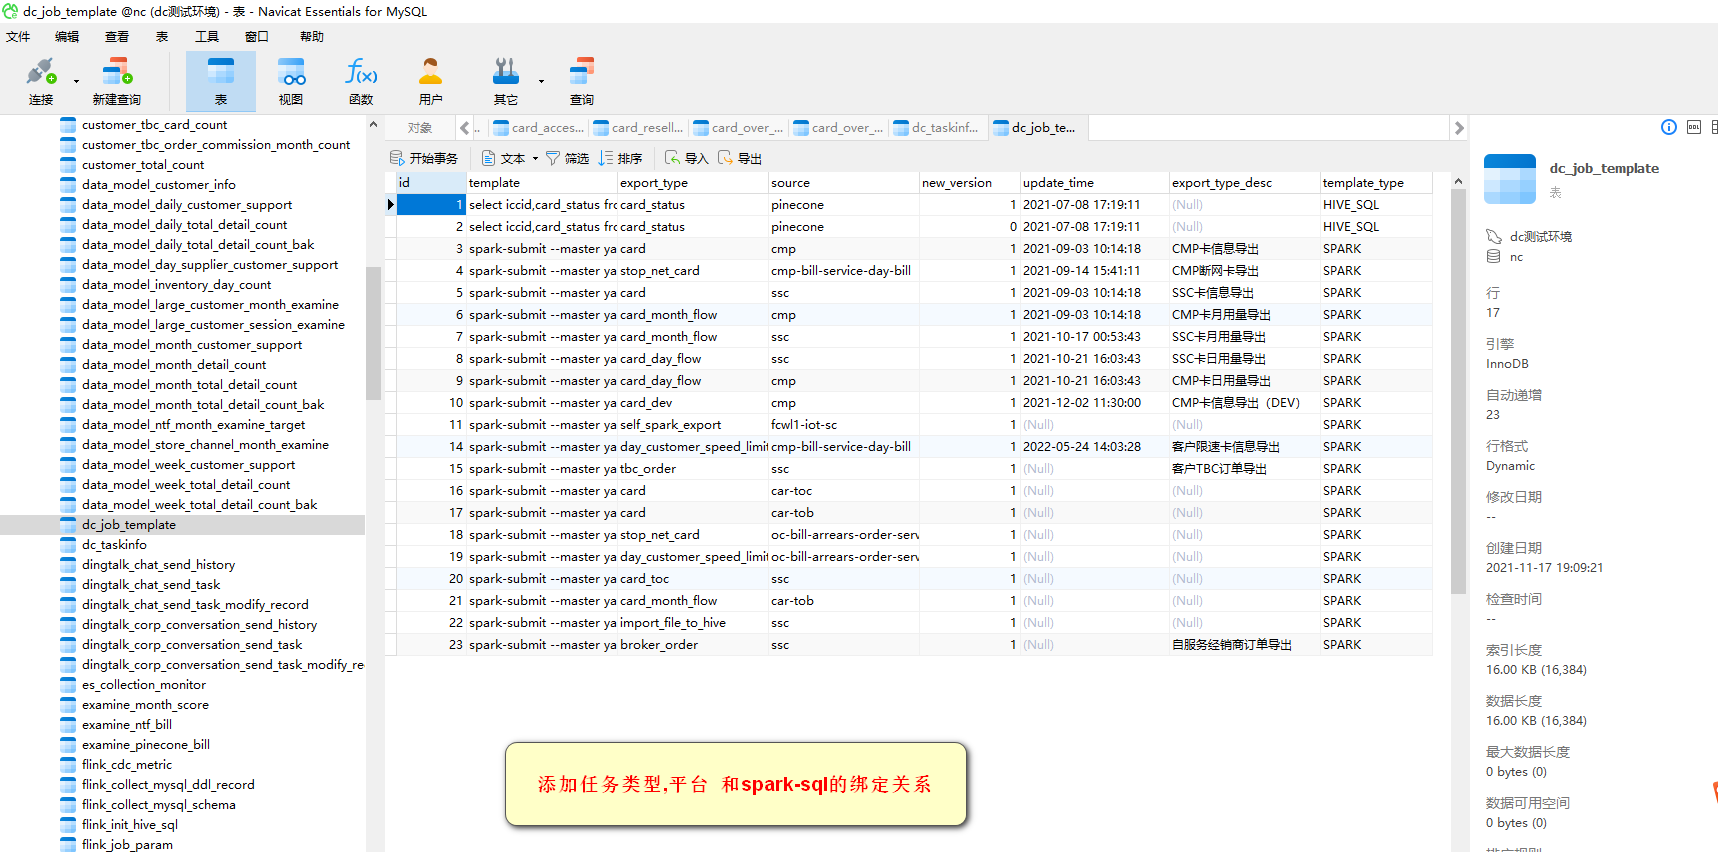 dc_job_template @nc (dc测试环境) - 表 - Navicat Essentials for MySQL
文件 编辑 查看 表 工具 窗口 帮助
连接 新建查询 表 视图 函数 用户 其它 查询
customer_tbc_card_count
customer_tbc_order_commission_month_count
customer_total_count
data_model_customer_info
data_model_daily_customer_support
data_model_daily_total_detail_count
data_model_daily_total_detail_count_bak
data_model_day_supplier_customer_support
data_model_inventory_day_count
data_model_large_customer_month_examine
data_model_large_customer_session_examine
data_model_month_customer_support
data_model_month_detail_count
data_model_month_total_detail_count
data_model_month_total_detail_count_bak
data_model_ntf_month_examine_target
data_model_store_channel_month_examine
data_model_week_customer_support
data_model_week_total_detail_count
data_model_week_total_detail_count_bak
dc_job_template
dc_taskinfo
dingtalk_chat_send_history
dingtalk_chat_send_task
dingtalk_chat_send_task_modify_record
dingtalk_corp_conversation_send_history
dingtalk_corp_conversation_send_task
dingtalk_corp_conversation_send_task_modify_re
es_collection_monitor
examine_month_score
examine_ntf_bill
examine_pinecone_bill
flink_cdc_metric
flink_collect_mysql_ddl_record
flink_collect_mysql_schema
flink_init_hive_sql
flink_job_param
对象 .. card_acces... card_resell... card_over_... card_over_... dc_taskinf... dc_job_te...
开始事务 文本 筛选 排序 导入 导出
id template export_type source new_version update_time export_type_desc template_type
1 select iccid,card_status frc card_status pinecone 1 2021-07-08 17:19:11 (Null) HIVE_SQL
2 select iccid,card_status frc card_status pinecone 0 2021-07-08 17:19:11 (Null) HIVE_SQL
3 spark-submit --master ya card cmp 1 2021-09-03 10:14:18 CMP卡信息导出 SPARK
4 spark-submit --master ya stop_net_card cmp-bill-service-day-bill 1 2021-09-14 15:41:11 CMP断网卡导出 SPARK
5 spark-submit --master ya card ssc 1 2021-09-03 10:14:18 SSC卡信息导出 SPARK
6 spark-submit --master ya card_month_flow cmp 1 2021-09-03 10:14:18 CMP卡月用量导出 SPARK
7 spark-submit --master ya card_month_flow ssc 1 2021-10-17 00:53:43 SSC卡月用量导出 SPARK
8 spark-submit --master ya card_day_flow ssc 1 2021-10-21 16:03:43 SSC卡日用量导出 SPARK
9 spark-submit --master ya card_day_flow cmp 1 2021-10-21 16:03:43 CMP卡日用量导出 SPARK
10 spark-submit --master ya card_dev cmp 1 2021-12-02 11:30:00 CMP卡信息导出（DEV） SPARK
11 spark-submit --master ya self_spark_export fcwl1-iot-sc 1 (Null) (Null) SPARK
14 spark-submit --master ya day_customer_speed_limit cmp-bill-service-day-bill 1 2022-05-24 14:03:28 客户限速卡信息导出 SPARK
15 spark-submit --master ya tbc_order ssc 1 (Null) 客户TBC订单导出 SPARK
16 spark-submit --master ya card car-toc 1 (Null) (Null) SPARK
17 spark-submit --master ya card car-tob 1 (Null) (Null) SPARK
18 spark-submit --master ya stop_net_card oc-bill-arrears-order-serv 1 (Null) (Null) SPARK
19 spark-submit --master ya day_customer_speed_limit oc-bill-arrears-order-serv 1 (Null) (Null) SPARK
20 spark-submit --master ya card_toc ssc 1 (Null) (Null) SPARK
21 spark-submit --master ya card_month_flow car-tob 1 (Null) (Null) SPARK
22 spark-submit --master ya import_file_to_hive ssc 1 (Null) (Null) SPARK
23 spark-submit --master ya broker_order ssc 1 (Null) 自服务经销商订单导出 SPARK
添加任务类型,平台 和spark-sql的绑定关系
DDL
dc_job_template
表
dc测试环境
nc
行
17
引擎
InnoDB
自动递增
23
行格式
Dynamic
修改日期
--
创建日期
2021-11-17 19:09:21
检查时间
--
索引长度
16.00 KB (16,384)
数据长度
16.00 KB (16,384)
最大数据长度
0 bytes (0)
数据可用空间
0 bytes (0)